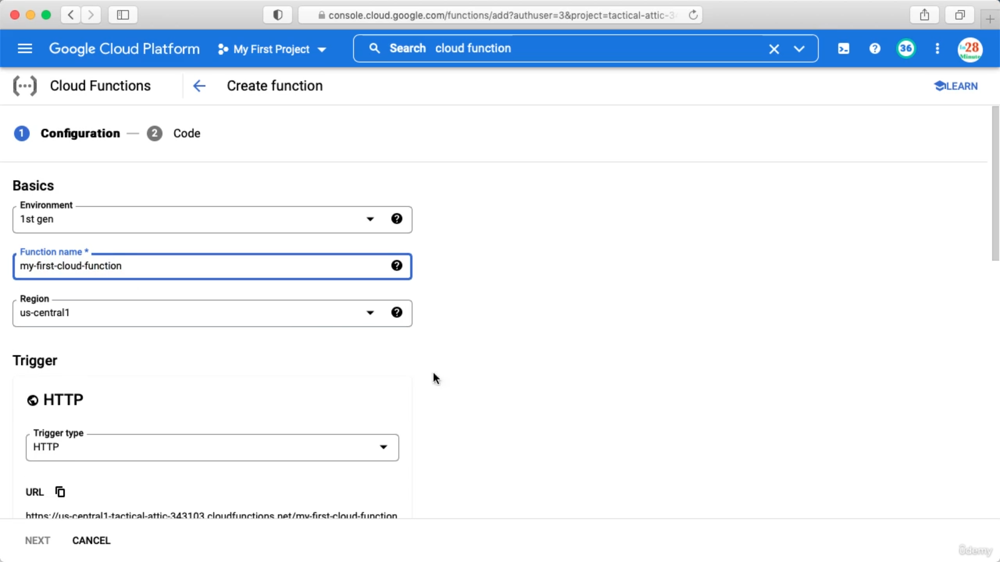 console.cloud.google.com/functions/add?authuser=3&project=tactical-attic-3
Google Cloud Platform
My First Project
Search cloud function
36
in28
Minute
Cloud Functions
Create function
LEARN
1 Configuration — 2 Code
Basics
Environment
1st gen
Function name *
my-first-cloud-function
Region
us-central1
Trigger
HTTP
Trigger type
HTTP
URL
https://us-central1-tactical-attic-343103.cloudfunctions.net/my-first-cloud-function
NEXT
CANCEL
ûdemy